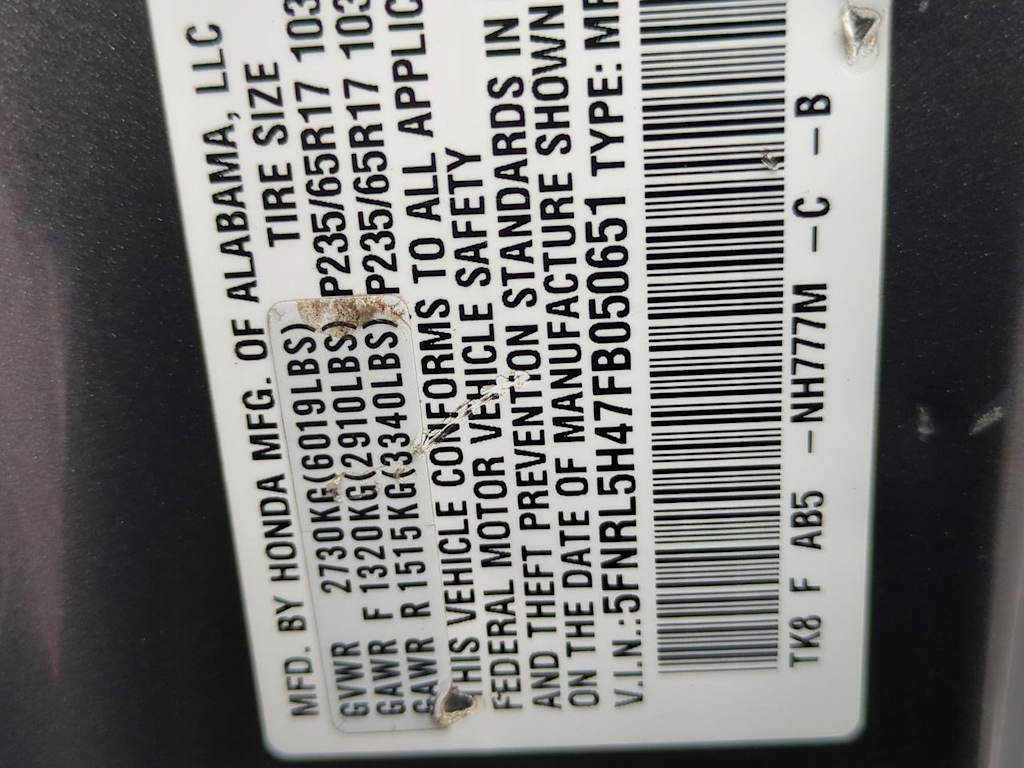 MFD. BY HONDA MFG. OF ALABAMA, LLC
TIRE SIZE
GVWR 2730KG(6019LBS)
GAWR F 1320KG(2910LBS) P235/65R17 103
GAWR R 1515KG(3340LBS) P235/65R17 103
THIS VEHICLE CONFORMS TO ALL APPLIC
FEDERAL MOTOR VEHICLE SAFETY
AND THEFT PREVENTION STANDARDS IN
ON THE DATE OF MANUFACTURE SHOWN
V.I.N.:5FNRL5H47FB050651 TYPE:
TK8 F AB5 -NH777M -C -B